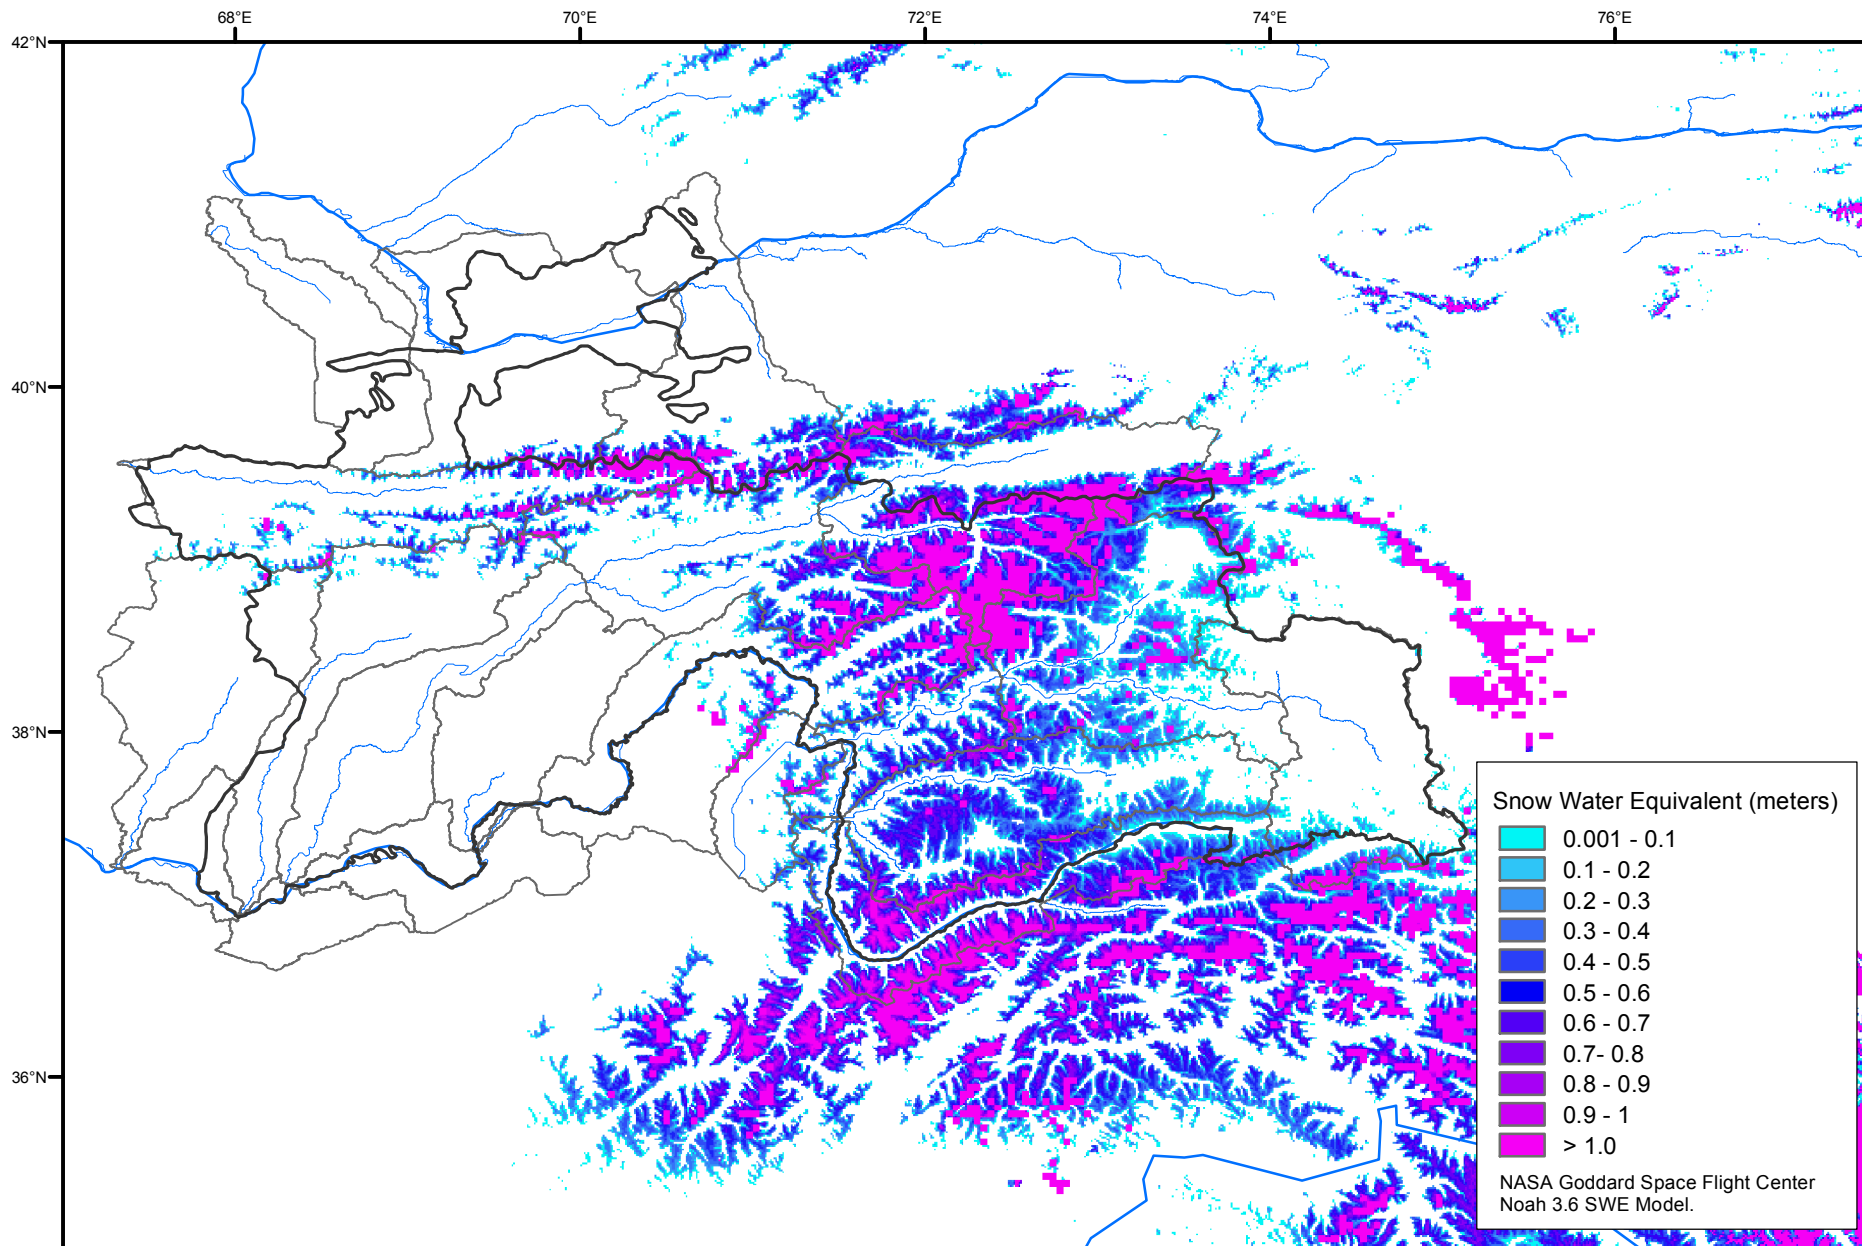 68°E 70°E 72°E 74°E 76°E
42°N
40°N
38°N
36°N
Snow Water Equivalent (meters)
0.001 - 0.1
0.1 - 0.2
0.2 - 0.3
0.3 - 0.4
0.4 - 0.5
0.5 - 0.6
0.6 - 0.7
0.7- 0.8
0.8 - 0.9
0.9 - 1
> 1.0
NASA Goddard Space Flight Center
Noah 3.6 SWE Model.